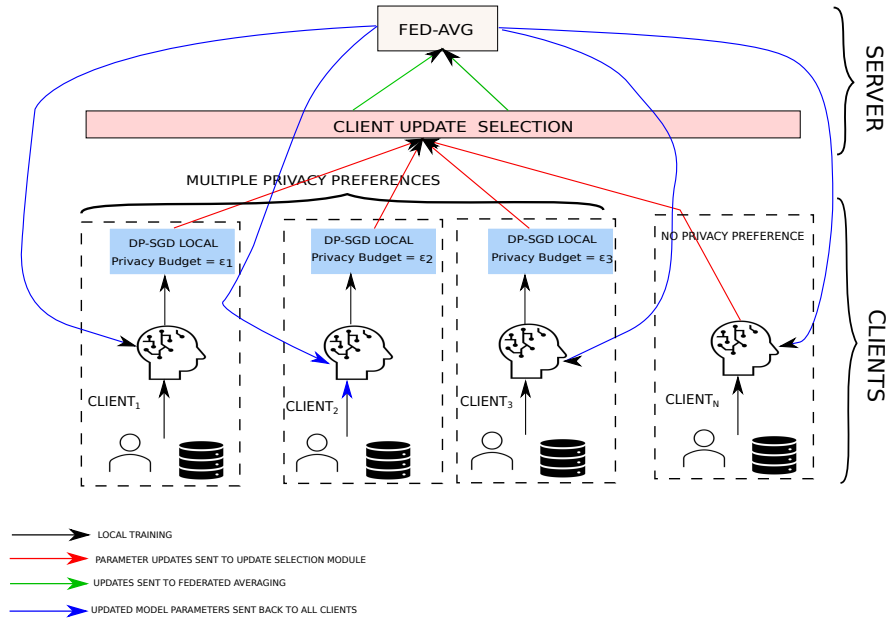 FED-AVG
SERVER
CLIENT UPDATE SELECTION
MULTIPLE PRIVACY PREFERENCES
DP-SGD LOCAL
Privacy Budget = ε1
DP-SGD LOCAL
Privacy Budget = ε2
DP-SGD LOCAL
Privacy Budget = ε3
NO PRIVACY PREFERENCE
CLIENTS
CLIENT1
CLIENT2
CLIENT3
CLIENTN
LOCAL TRAINING
PARAMETER UPDATES SENT TO UPDATE SELECTION MODULE
UPDATES SENT TO FEDERATED AVERAGING
UPDATED MODEL PARAMETERS SENT BACK TO ALL CLIENTS